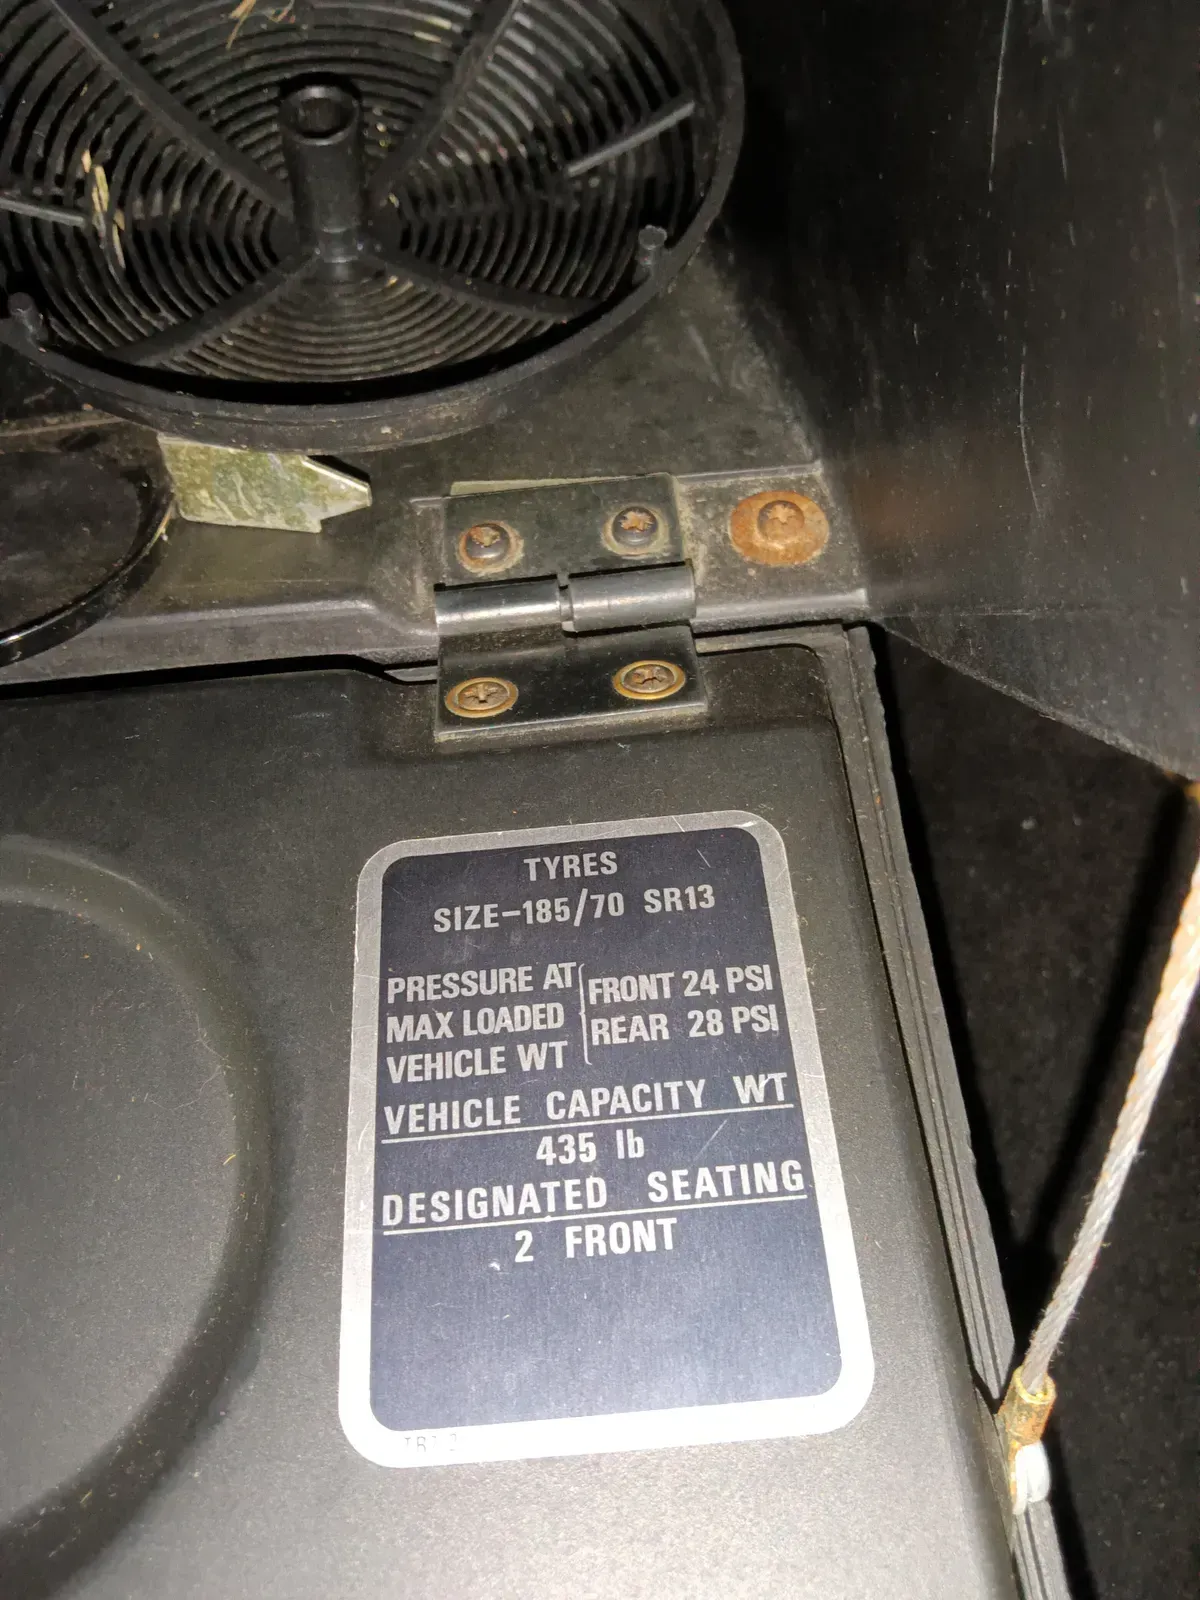 TYRES
SIZE-185/70 SR13
PRESSURE AT
MAX LOADED
VEHICLE WT
FRONT 24 PSI
REAR 28 PSI
VEHICLE CAPACITY WT
435 lb
DESIGNATED SEATING
2 FRONT